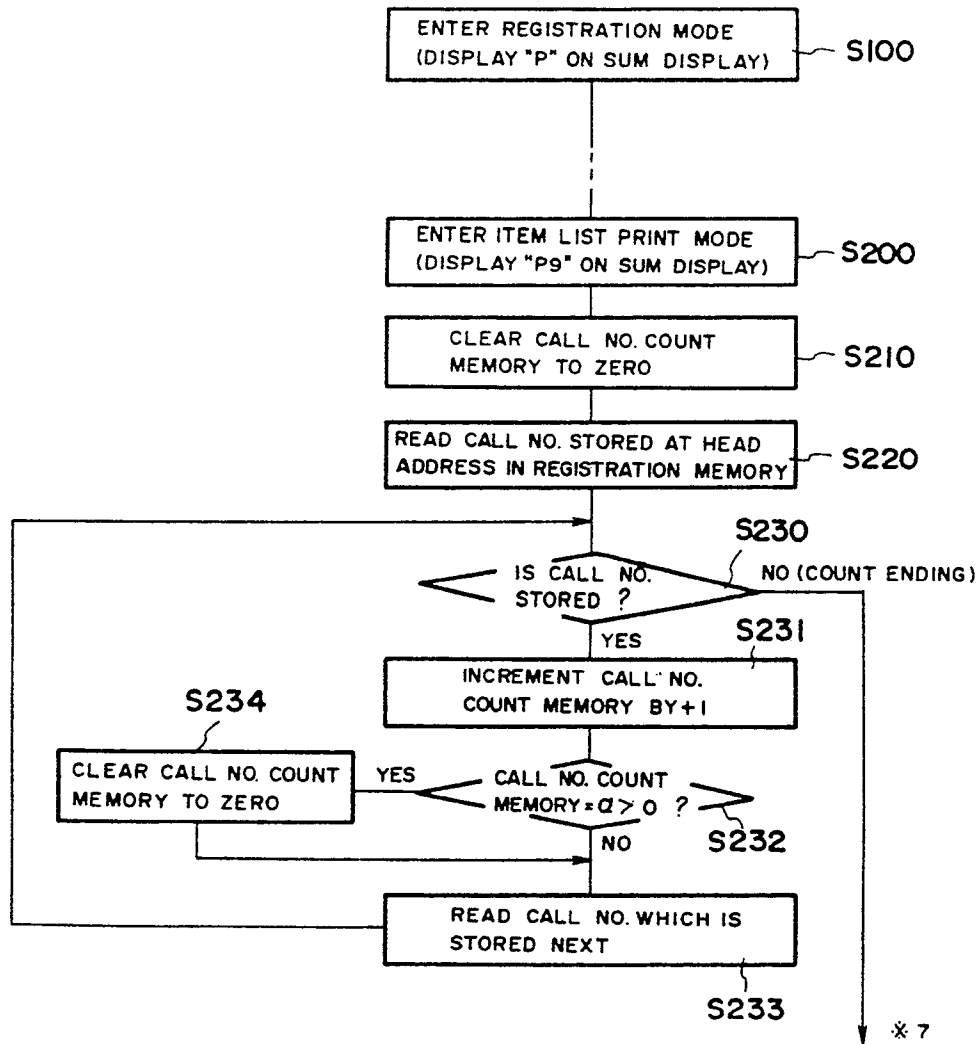 ENTER REGISTRATION MODE
(DISPLAY "P" ON SUM DISPLAY)
S100
ENTER ITEM LIST PRINT MODE
(DISPLAY "P9" ON SUM DISPLAY)
S200
CLEAR CALL NO. COUNT
MEMORY TO ZERO
S210
READ CALL NO. STORED AT HEAD
ADDRESS IN REGISTRATION MEMORY
S220
S230
IS CALL NO.
STORED ?
NO (COUNT ENDING)
YES
S231
INCREMENT CALL NO.
COUNT MEMORY BY +1
S234
CLEAR CALL NO. COUNT
MEMORY TO ZERO
YES
CALL NO. COUNT
MEMORY = α > 0 ?
S232
NO
READ CALL NO. WHICH IS
STORED NEXT
S233
※ 7